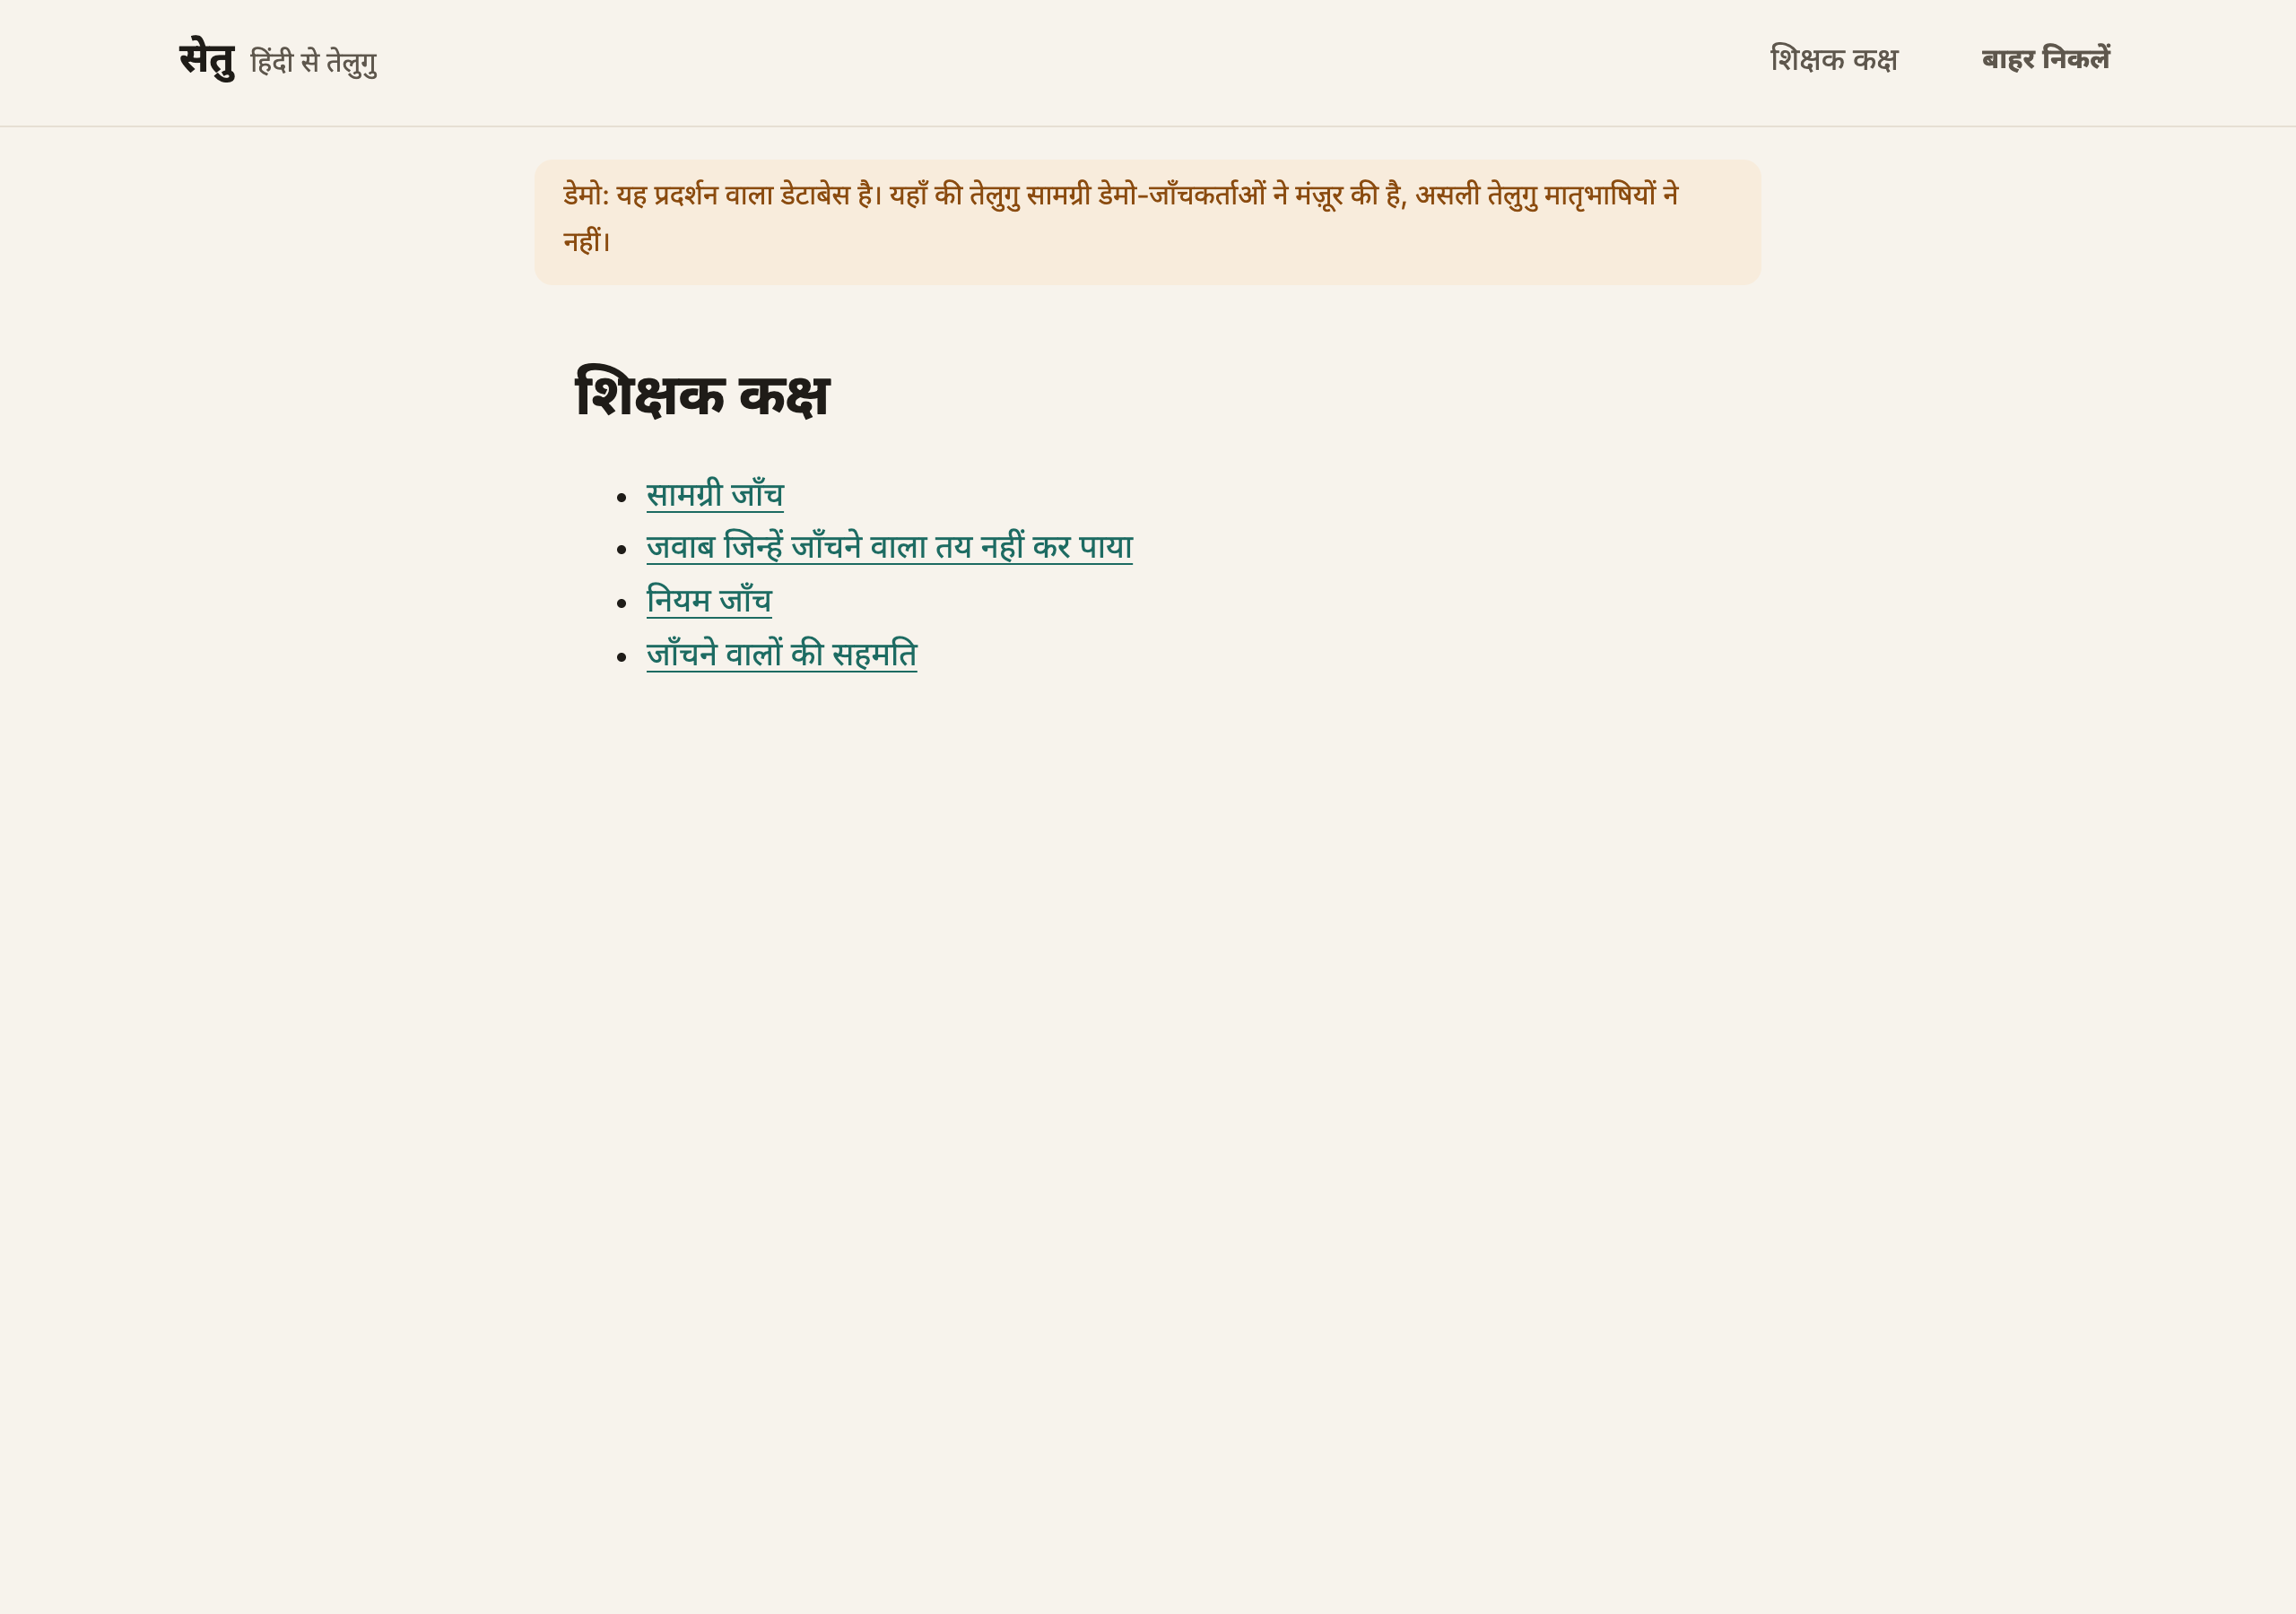 सेतु हिंदी से तेलुगु
शिक्षक कक्ष
बाहर निकलें
डेमो: यह प्रदर्शन वाला डेटाबेस है। यहाँ की तेलुगु सामग्री डेमो-जाँचकर्ताओं ने मंज़ूर की है, असली तेलुगु मातृभाषियों ने
नहीं।
शिक्षक कक्ष
सामग्री जाँच
जवाब जिन्हें जाँचने वाला तय नहीं कर पाया
नियम जाँच
जाँचने वालों की सहमति